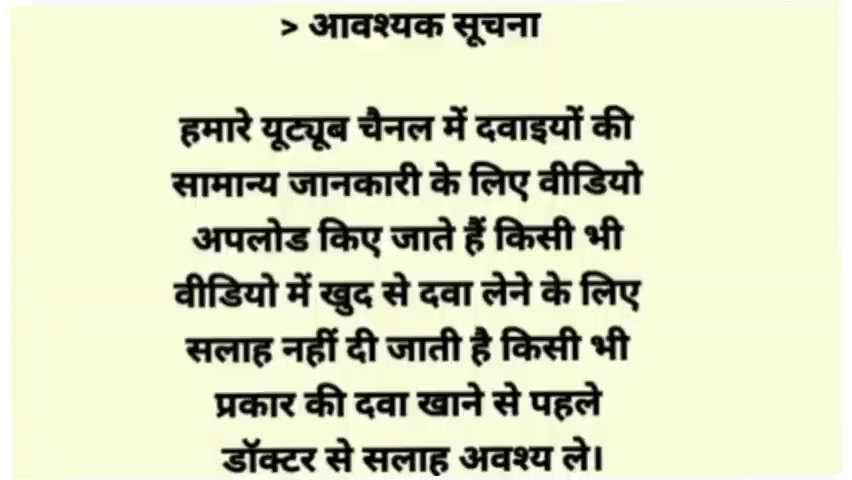 > आवश्यक सूचना
हमारे यूट्यूब चैनल में दवाइयों की
सामान्य जानकारी के लिए वीडियो
अपलोड किए जाते हैं किसी भी
वीडियो में खुद से दवा लेने के लिए
सलाह नहीं दी जाती है किसी भी
प्रकार की दवा खाने से पहले
डॉक्टर से सलाह अवश्य ले।